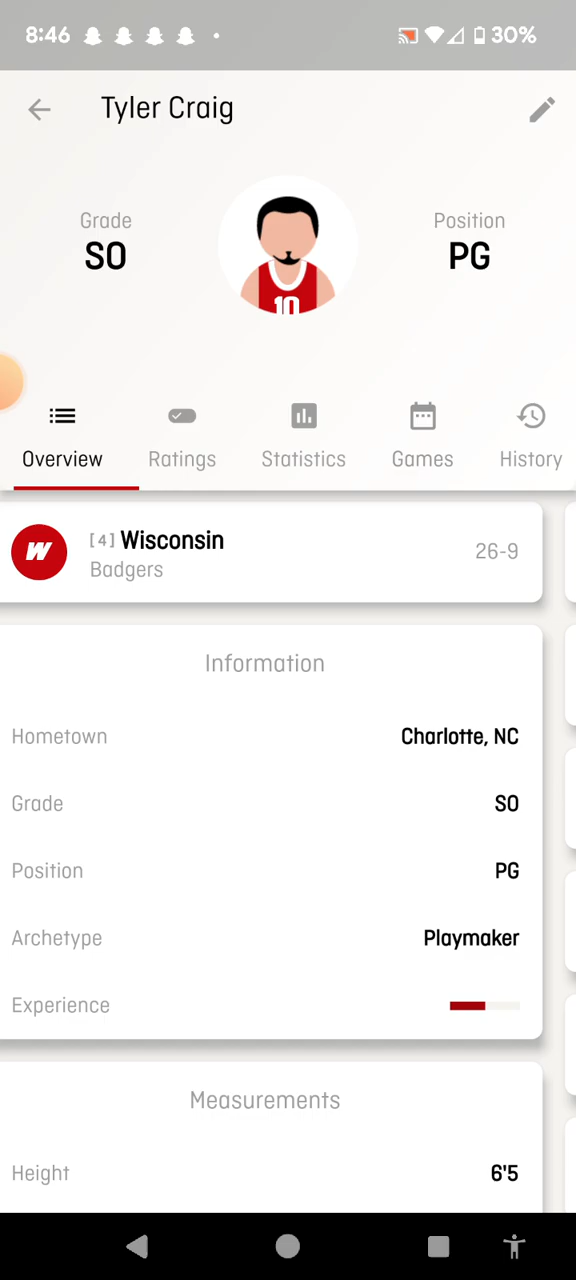 8:46 30%
Tyler Craig
Grade
SO
Position
PG
10
Overview Ratings Statistics Games History
W [4] Wisconsin
Badgers
26-9
Information
Hometown Charlotte, NC
Grade SO
Position PG
Archetype Playmaker
Experience
Measurements
Height 6'5